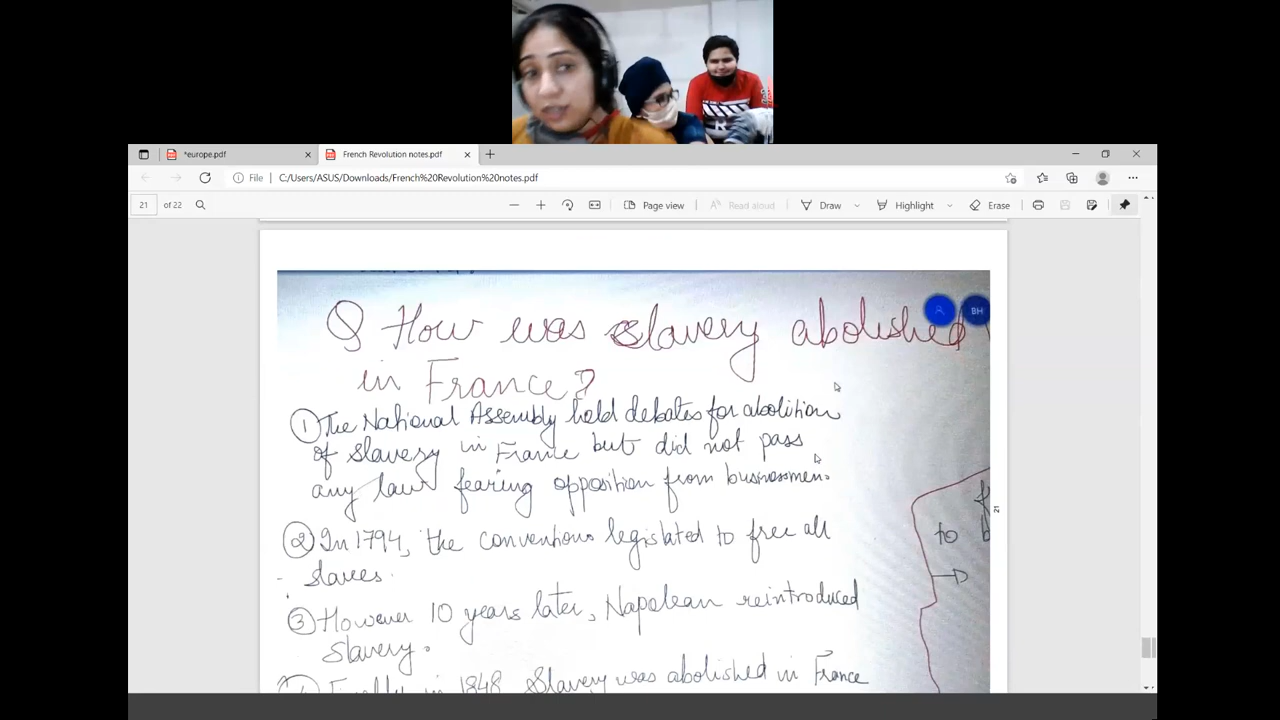 *europe.pdf
French Revolution notes.pdf
File C:/Users/ASUS/Downloads/French%20Revolution%20notes.pdf
21 of 22 Page view Read aloud Draw Highlight Erase
BH
Q How was slavery abolished
in France?
① The National Assembly held debates for abolition
of slavery in France but did not pass
any law fearing opposition from businessmen.
② In 1794, the conventions legislated to free all
slaves.
③ However 10 years later, Napolean reintroduced
slavery.
Finally in 1848 Slavery was abolished in France
to
21